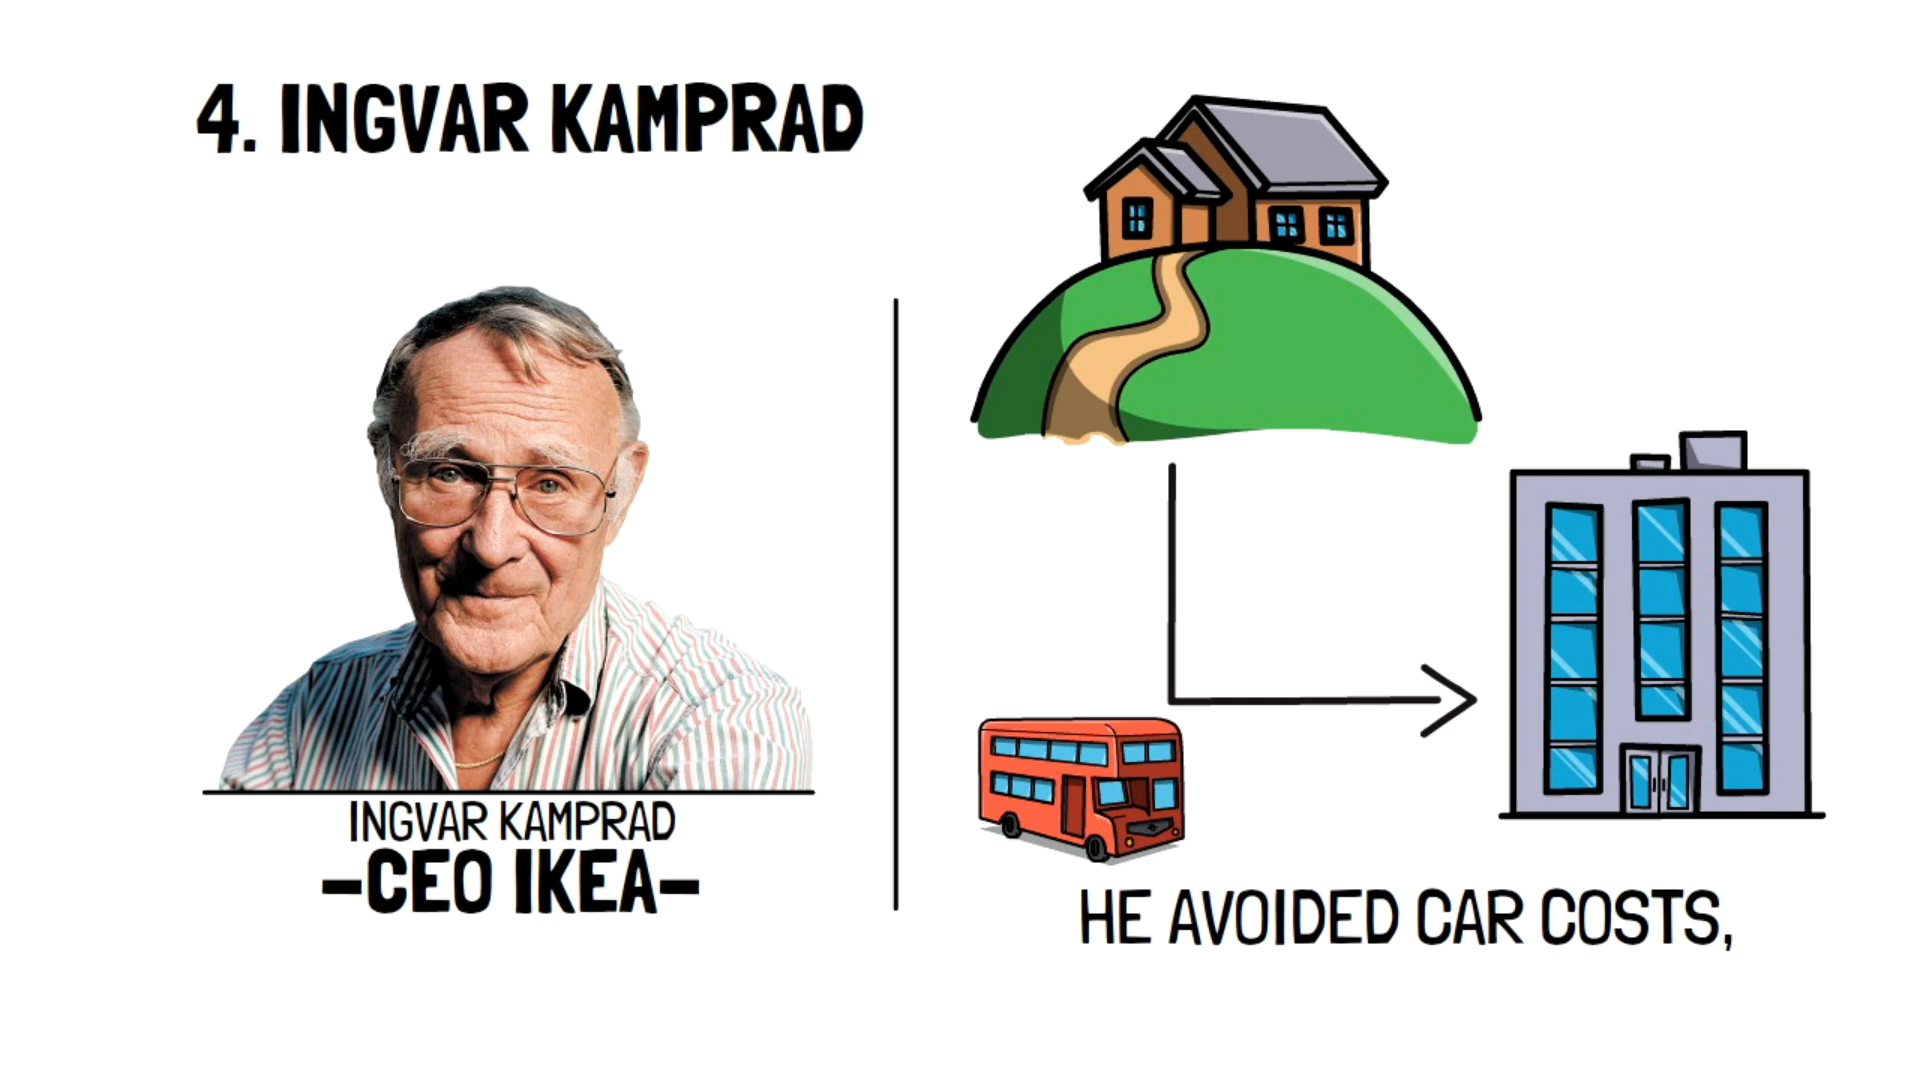 4. INGVAR KAMPRAD
INGVAR KAMPRAD
-CEO IKEA-
HE AVOIDED CAR COSTS,